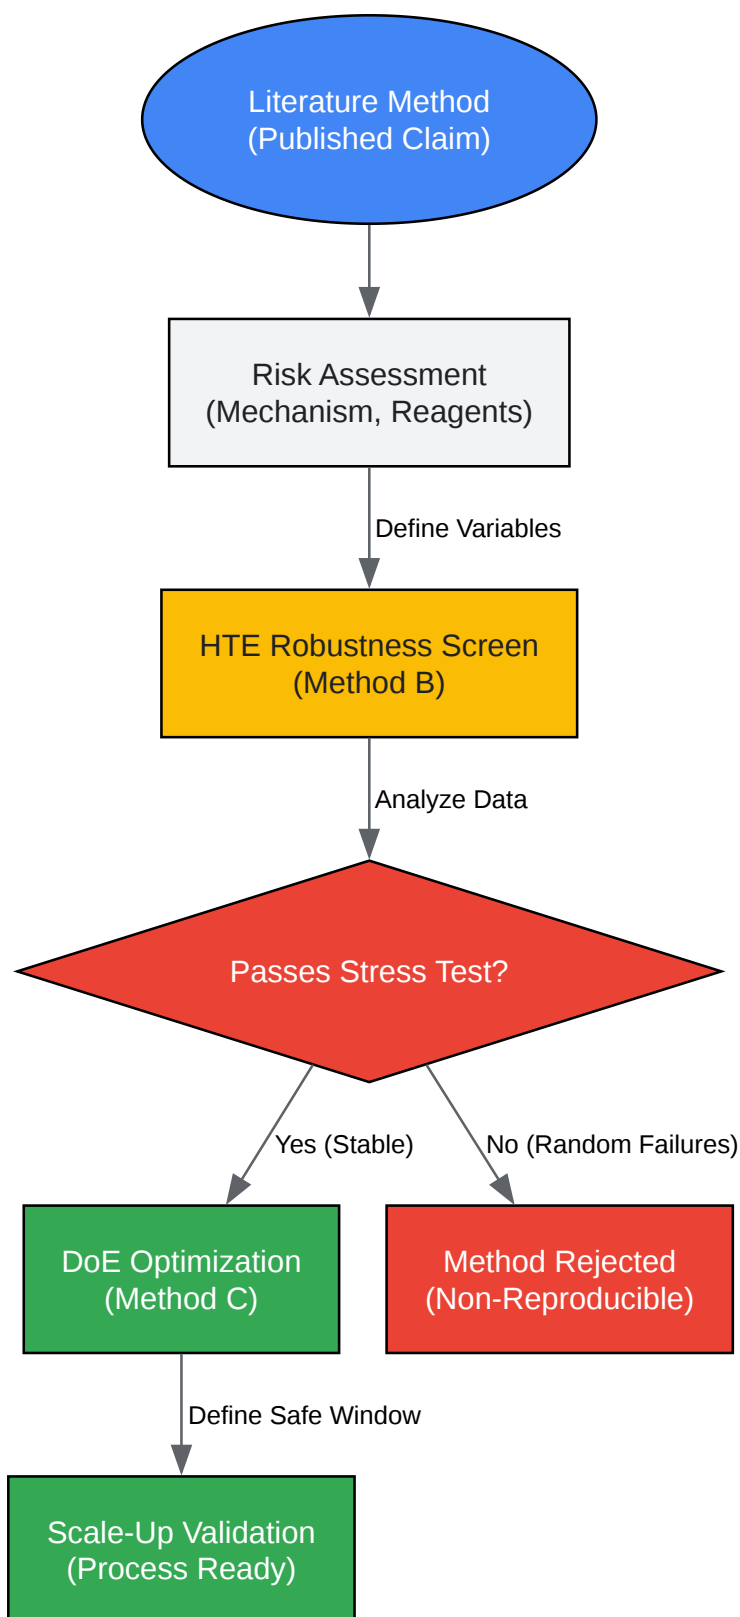 Literature Method
(Published Claim)
Risk Assessment
(Mechanism, Reagents)
Define Variables
HTE Robustness Screen
(Method B)
Analyze Data
Passes Stress Test?
Yes (Stable)
No (Random Failures)
DoE Optimization
(Method C)
Method Rejected
(Non-Reproducible)
Define Safe Window
Scale-Up Validation
(Process Ready)